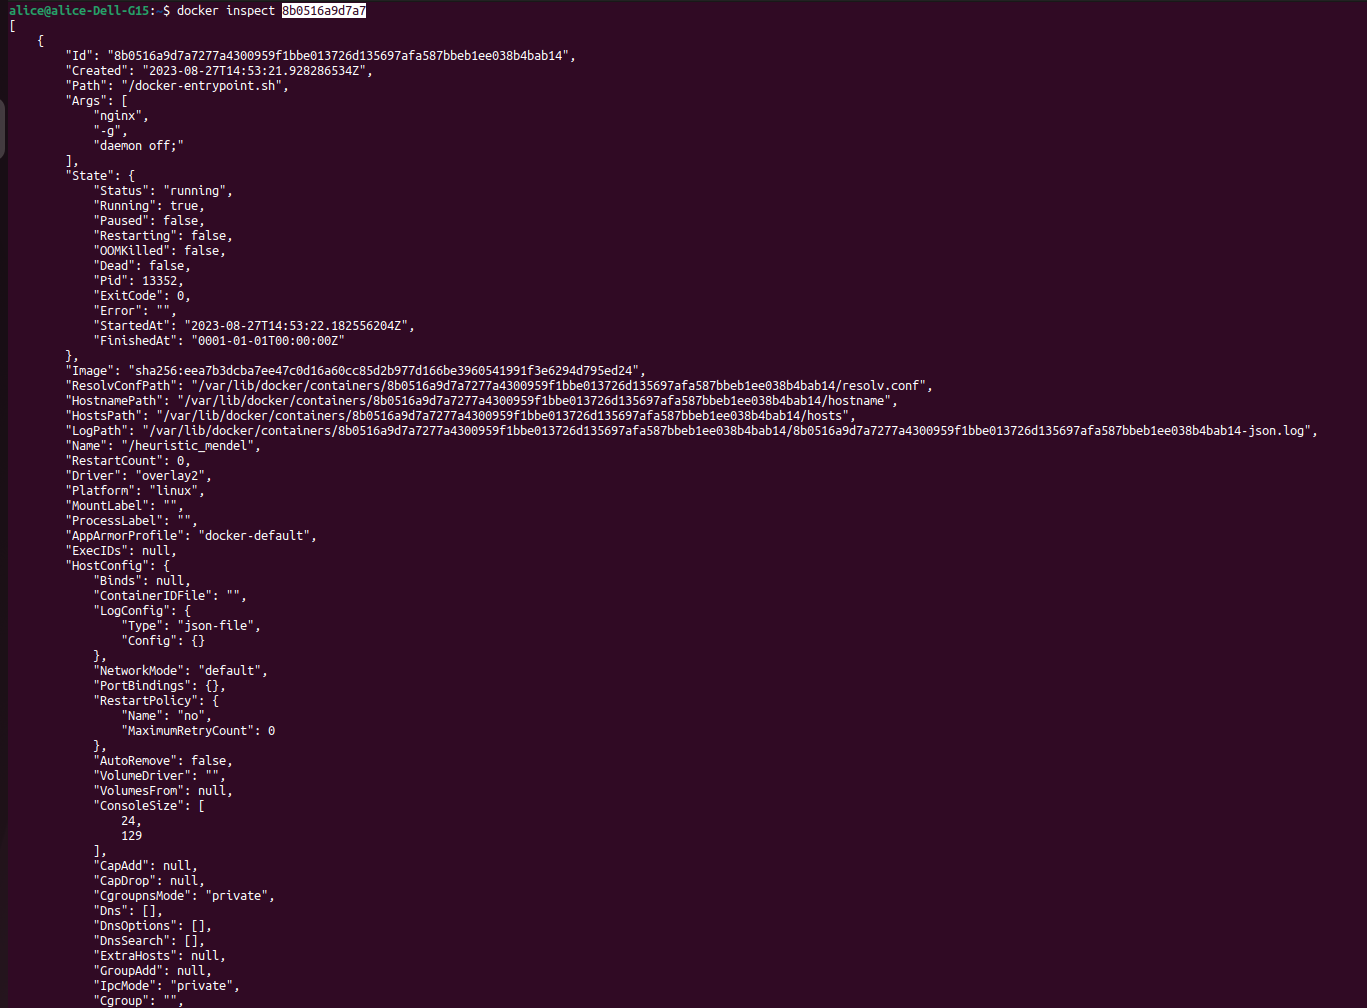 alice@alice-Dell-G15:~$ docker inspect 8b0516a9d7a7
[
    {
        "Id": "8b0516a9d7a7277a4300959f1bbe013726d135697afa587bbeb1ee038b4bab14",
        "Created": "2023-08-27T14:53:21.928286534Z",
        "Path": "/docker-entrypoint.sh",
        "Args": [
            "nginx",
            "-g",
            "daemon off;"
        ],
        "State": {
            "Status": "running",
            "Running": true,
            "Paused": false,
            "Restarting": false,
            "OOMKilled": false,
            "Dead": false,
            "Pid": 13352,
            "ExitCode": 0,
            "Error": "",
            "StartedAt": "2023-08-27T14:53:22.182556204Z",
            "FinishedAt": "0001-01-01T00:00:00Z"
        },
        "Image": "sha256:eea7b3dcba7ee47c0d16a60cc85d2b977d166be3960541991f3e6294d795ed24",
        "ResolvConfPath": "/var/lib/docker/containers/8b0516a9d7a7277a4300959f1bbe013726d135697afa587bbeb1ee038b4bab14/resolv.conf",
        "HostnamePath": "/var/lib/docker/containers/8b0516a9d7a7277a4300959f1bbe013726d135697afa587bbeb1ee038b4bab14/hostname",
        "HostsPath": "/var/lib/docker/containers/8b0516a9d7a7277a4300959f1bbe013726d135697afa587bbeb1ee038b4bab14/hosts",
        "LogPath": "/var/lib/docker/containers/8b0516a9d7a7277a4300959f1bbe013726d135697afa587bbeb1ee038b4bab14/8b0516a9d7a7277a4300959f1bbe013726d135697afa587bbeb1ee038b4bab14-json.log",
        "Name": "/heuristic_mendel",
        "RestartCount": 0,
        "Driver": "overlay2",
        "Platform": "linux",
        "MountLabel": "",
        "ProcessLabel": "",
        "AppArmorProfile": "docker-default",
        "ExecIDs": null,
        "HostConfig": {
            "Binds": null,
            "ContainerIDFile": "",
            "LogConfig": {
                "Type": "json-file",
                "Config": {}
            },
            "NetworkMode": "default",
            "PortBindings": {},
            "RestartPolicy": {
                "Name": "no",
                "MaximumRetryCount": 0
            },
            "AutoRemove": false,
            "VolumeDriver": "",
            "VolumesFrom": null,
            "ConsoleSize": [
                24,
                129
            ],
            "CapAdd": null,
            "CapDrop": null,
            "CgroupnsMode": "private",
            "Dns": [],
            "DnsOptions": [],
            "DnsSearch": [],
            "ExtraHosts": null,
            "GroupAdd": null,
            "IpcMode": "private",
            "Cgroup": "",